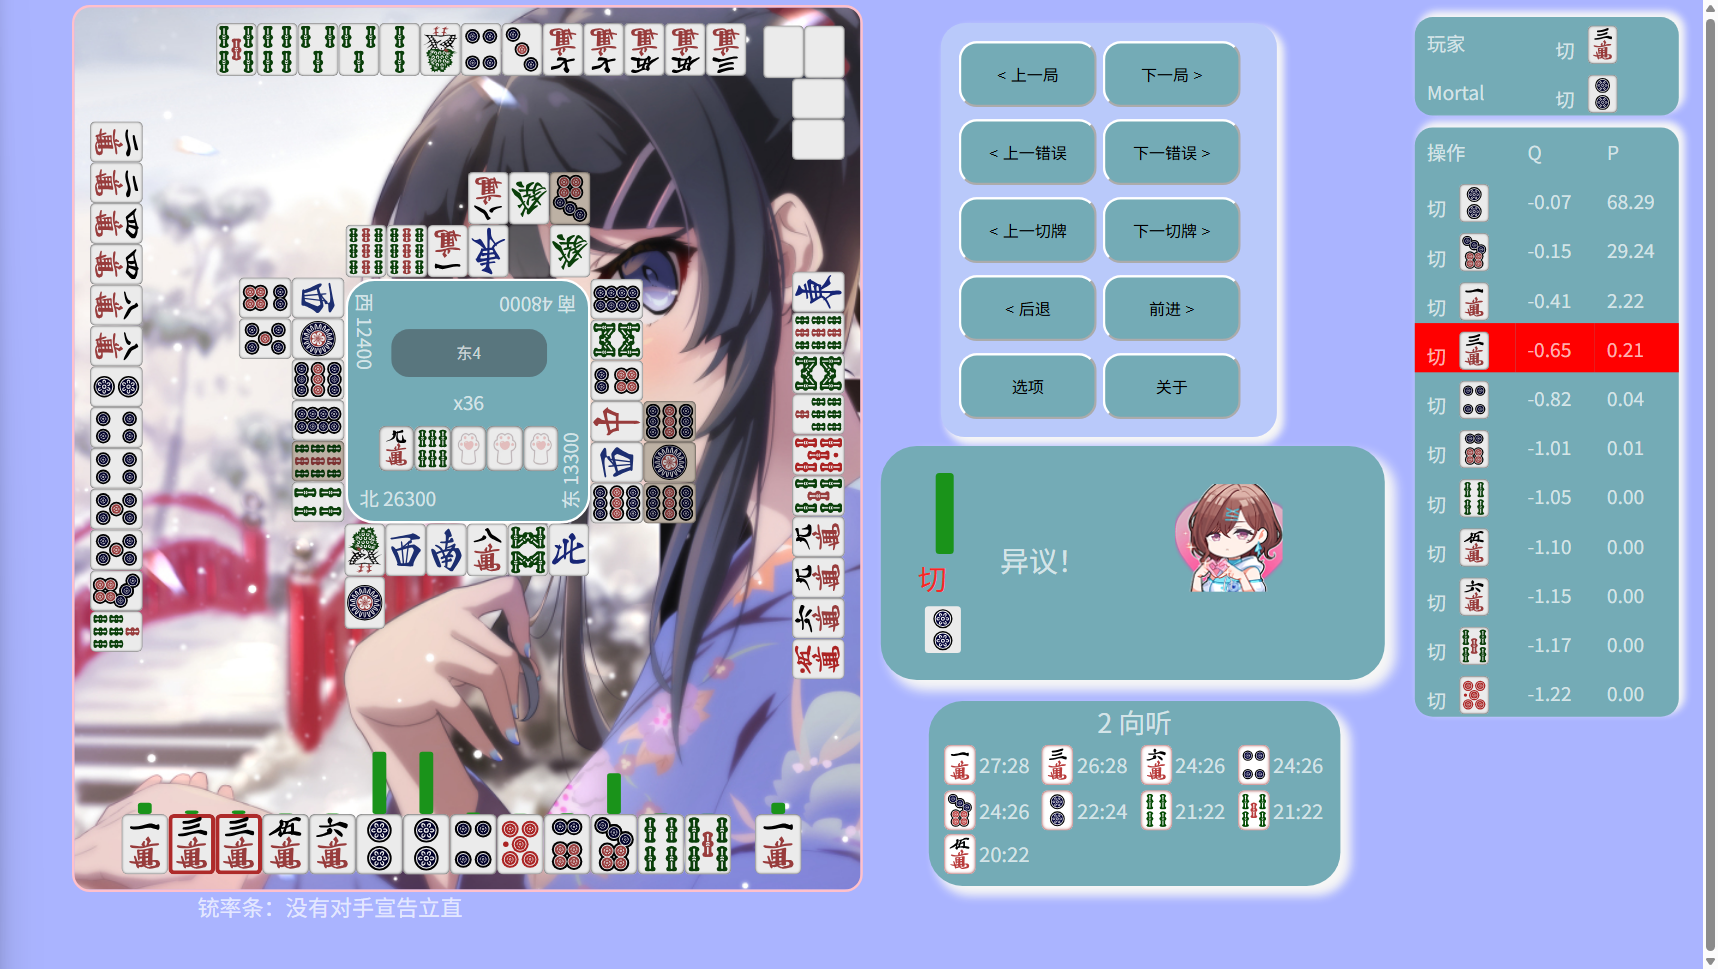 < 上一局
下一局 >
< 上一错误
下一错误 >
< 上一切牌
下一切牌 >
< 后退
前进 >
选项
关于
玩家 切
Mortal 切
操作 Q P
切 -0.07 68.29
切 -0.15 29.24
切 -0.41 2.22
切 -0.65 0.21
切 -0.82 0.04
切 -1.01 0.01
切 -1.05 0.00
切 -1.10 0.00
切 -1.15 0.00
切 -1.17 0.00
切 -1.22 0.00
南 48000
西 12400
东4
x36
北 26300
东 13300
切
异议！
2 向听
27:28 26:28 24:26 24:26
24:26 22:24 21:22 21:22
20:22
铳率条：没有对手宣告立直